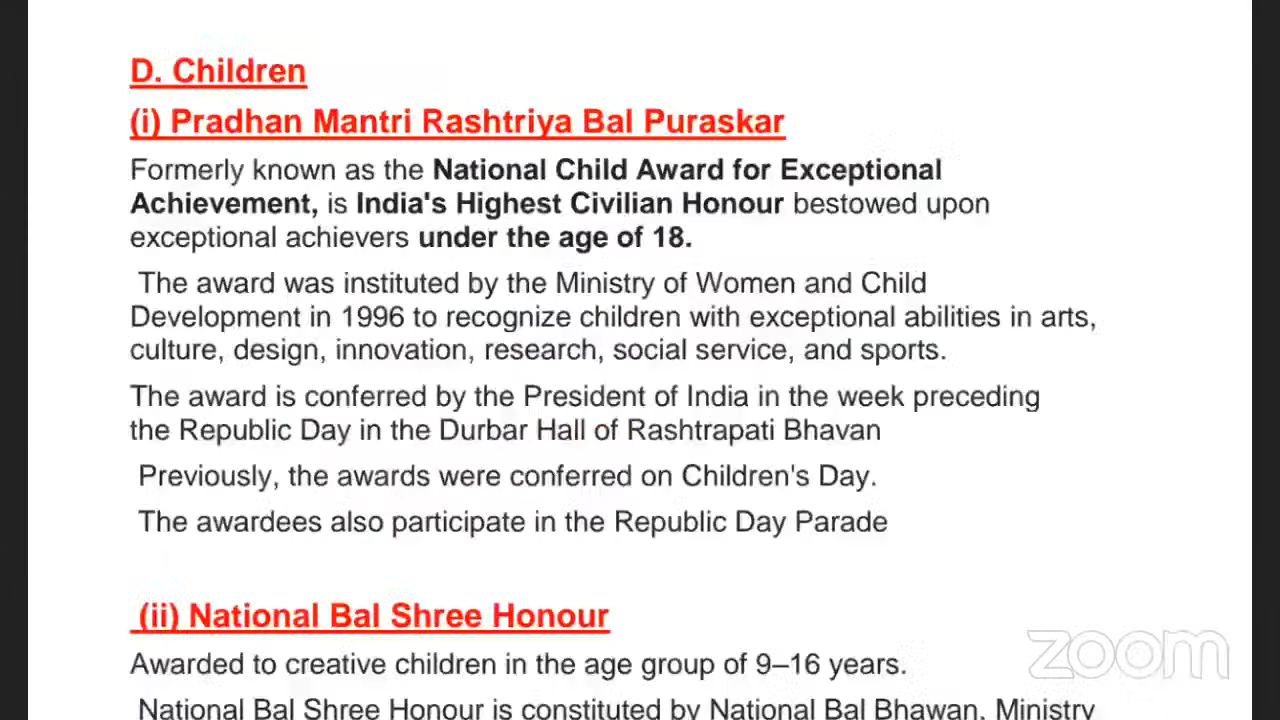 D. Children
(i) Pradhan Mantri Rashtriya Bal Puraskar
Formerly known as the National Child Award for Exceptional
Achievement, is India's Highest Civilian Honour bestowed upon
exceptional achievers under the age of 18.
The award was instituted by the Ministry of Women and Child
Development in 1996 to recognize children with exceptional abilities in arts,
culture, design, innovation, research, social service, and sports.
The award is conferred by the President of India in the week preceding
the Republic Day in the Durbar Hall of Rashtrapati Bhavan
Previously, the awards were conferred on Children's Day.
The awardees also participate in the Republic Day Parade
(ii) National Bal Shree Honour
Awarded to creative children in the age group of 9–16 years.
zoom
National Bal Shree Honour is constituted by National Bal Bhawan, Ministry